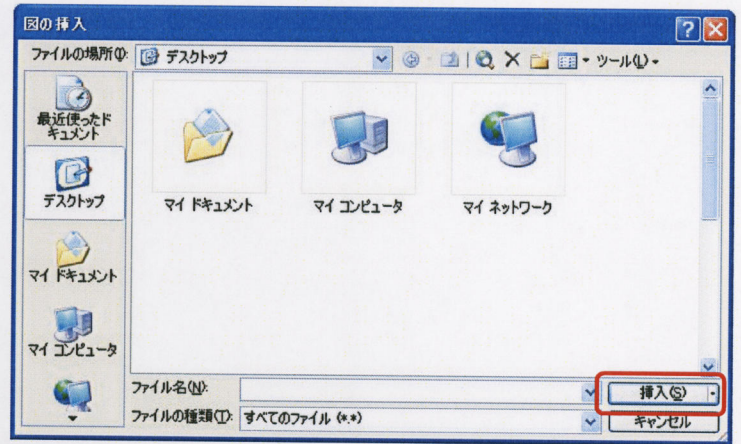 図の挿入
ファイルの場所(I): デスクトップ ツール(L)
最近使ったド
キュメント
デスクトップ
マイ ドキュメント
マイ コンピュータ
マイ ドキュメント
マイ コンピュータ
マイ ネットワーク
ファイル名(N): 挿入(S)
ファイルの種類(T): すべてのファイル (*.*) キャンセル